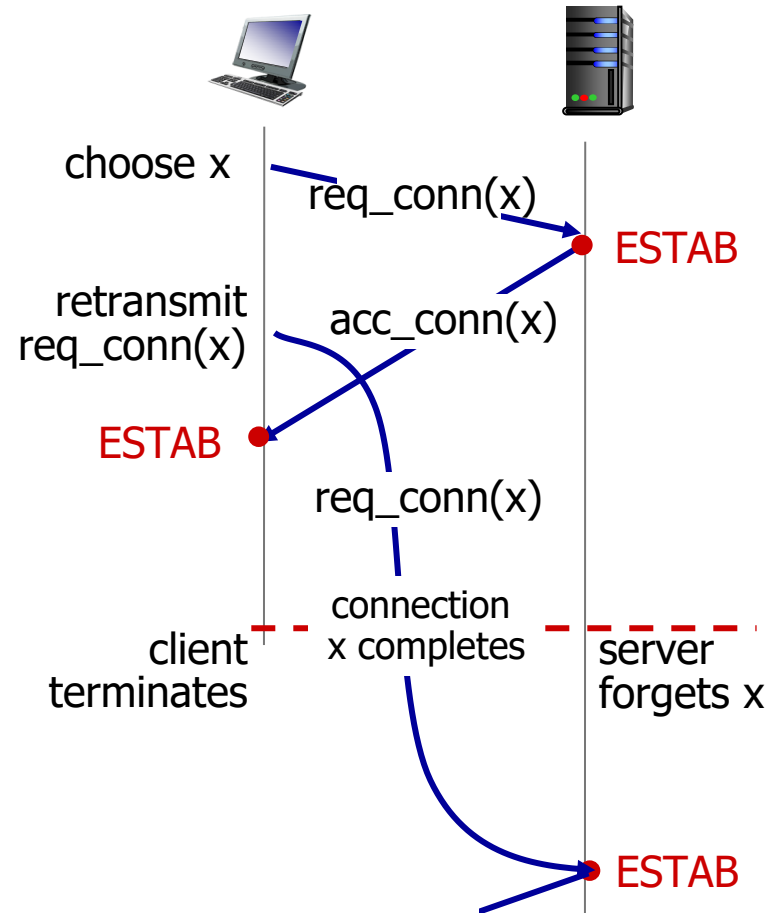 choose x
req_conn(x)
ESTAB
retransmit
req_conn(x)
acc_conn(x)
ESTAB
req_conn(x)
connection
x completes
client
terminates
server
forgets x
ESTAB